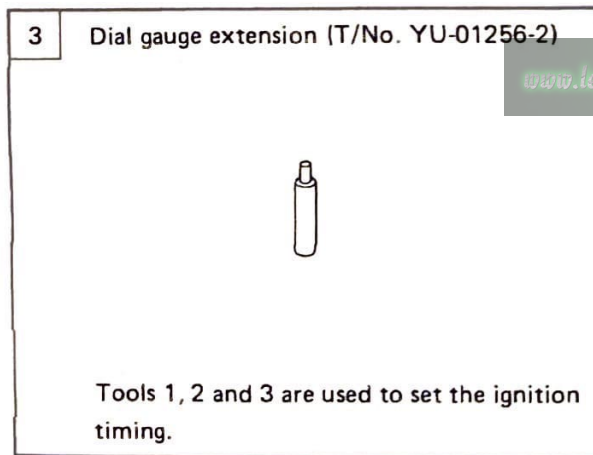 3
Dial gauge extension (T/No. YU-01256-2)
Tools 1, 2 and 3 are used to set the ignition
timing.